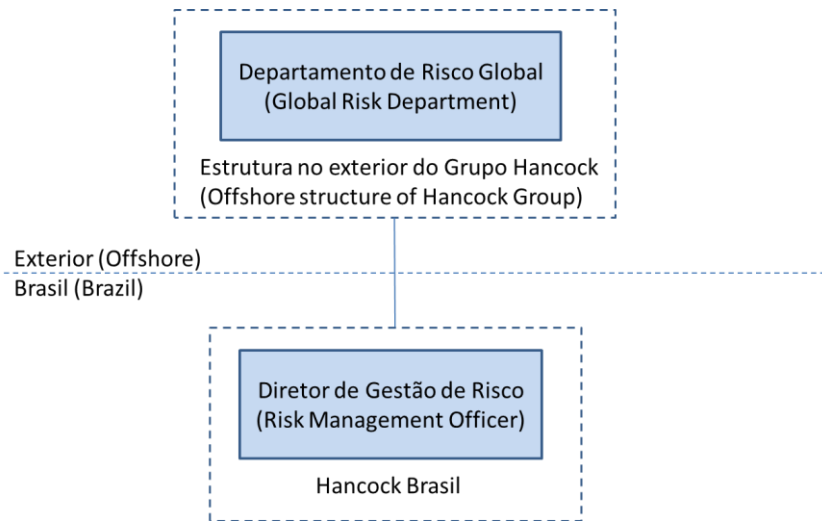 Departamento de Risco Global
(Global Risk Department)
Estrutura no exterior do Grupo Hancock
(Offshore structure of Hancock Group)
Exterior (Offshore)
Brasil (Brazil)
Diretor de Gestão de Risco
(Risk Management Officer)
Hancock Brasil